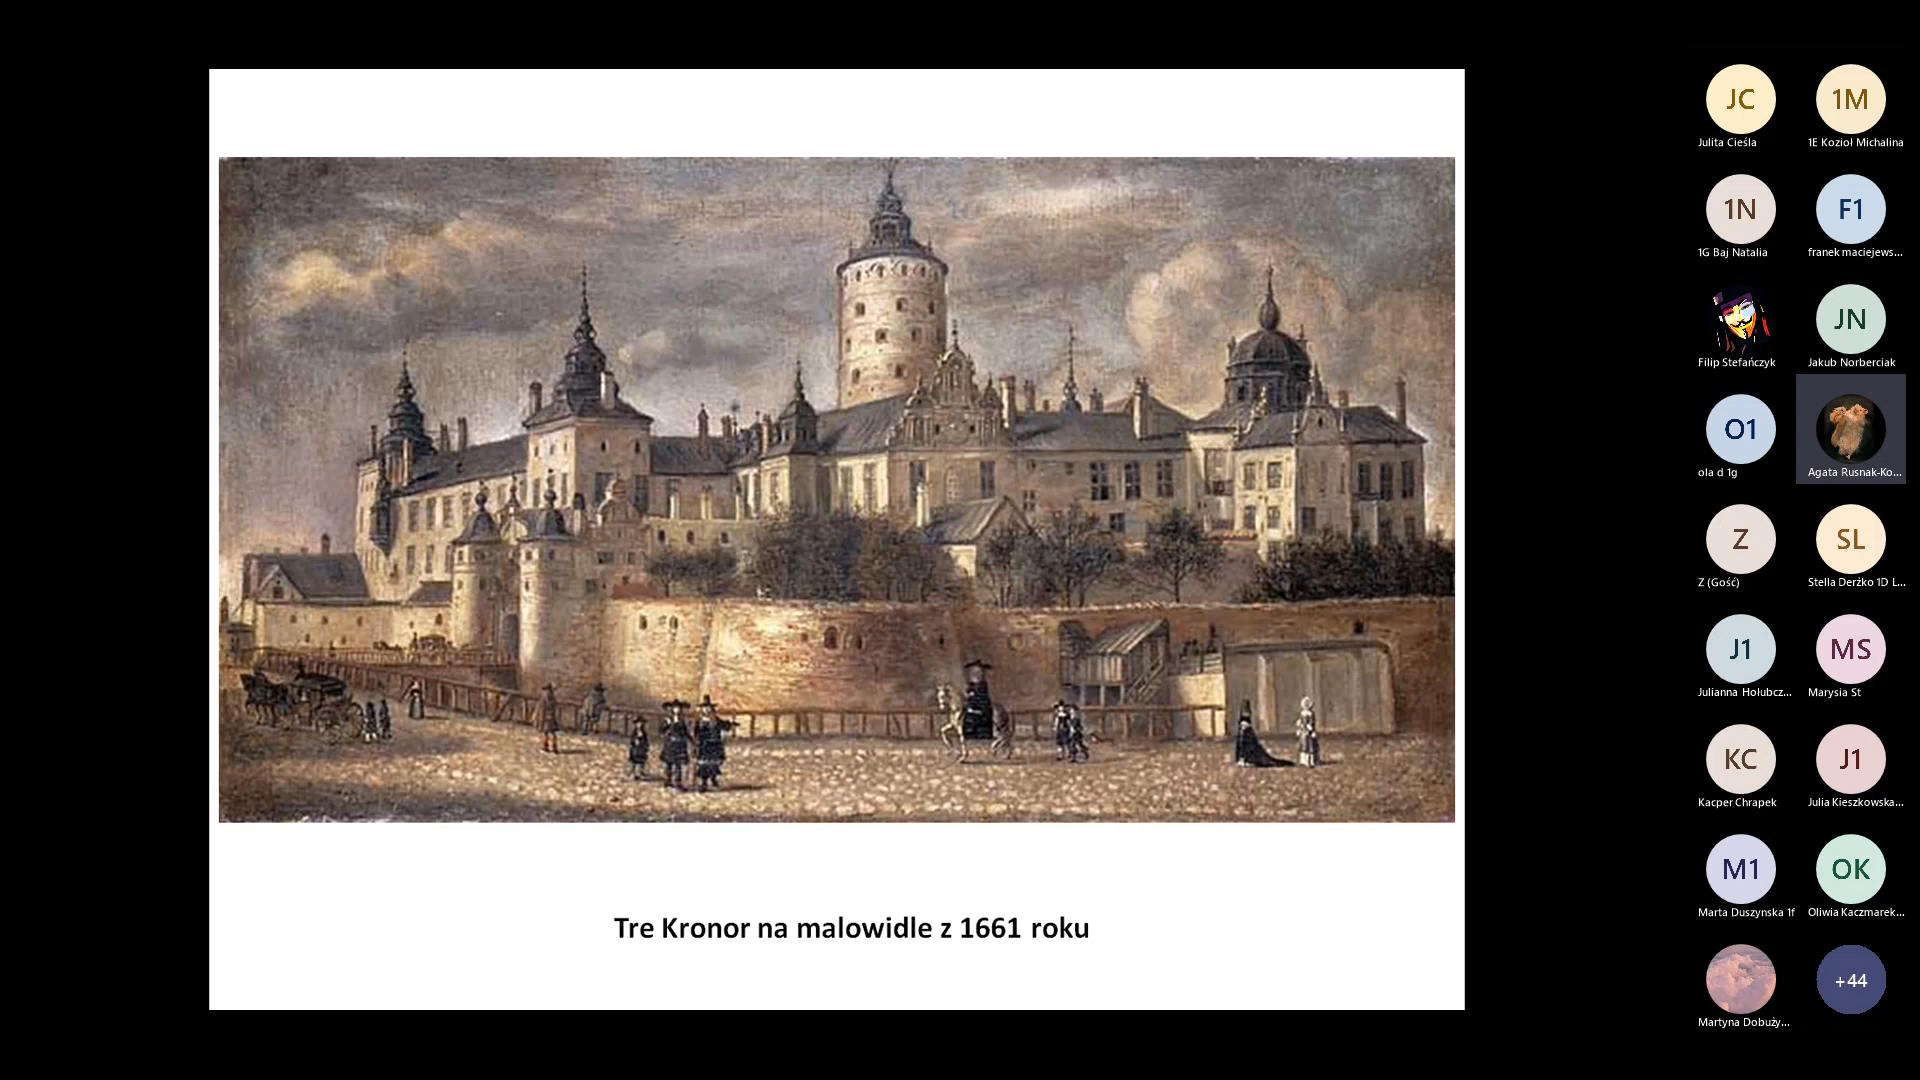 Tre Kronor na malowidle z 1661 roku
JC
Julita Cieśla
1M
1E Kozioł Michalina
1N
1G Baj Natalia
F1
franek maciejews...
Filip Stefańczyk
JN
Jakub Norberciak
O1
ola d 1g
Agata Rusnak-Ko...
Z
Z (Gość)
SL
Stella Derżko 1D L...
J1
Julianna Hołubcz...
MS
Marysia St
KC
Kacper Chrapek
J1
Julia Kieszkowska...
M1
Marta Duszynska 1f
OK
Oliwia Kaczmarek...
Martyna Dobuży...
+44